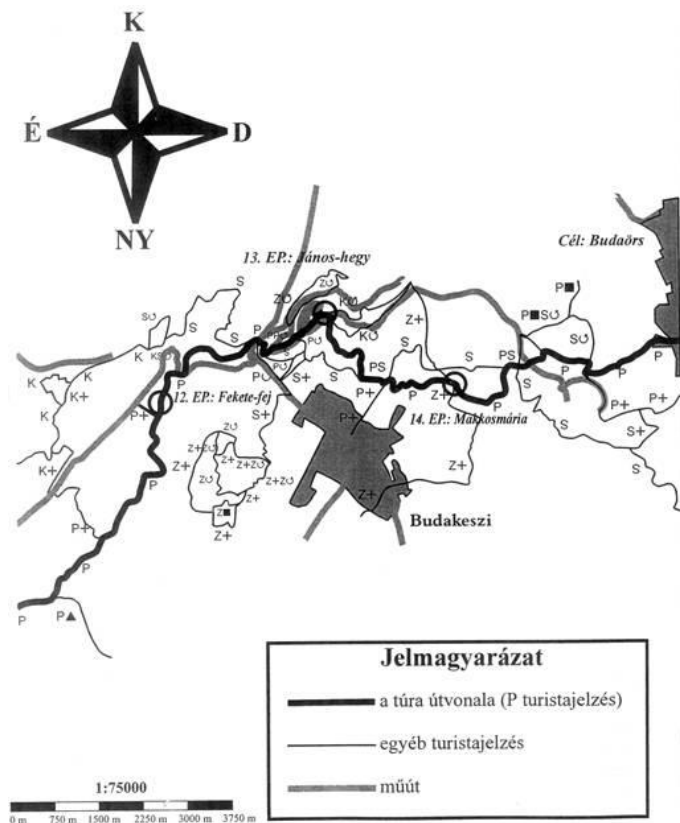 K
É
D
NY
Cél: Budaörs
13. EP.: János-hegy
12. EP.: Fekete-fej
14. EP.: Makkosmária
Budakeszi
P
P+
P▲
PS
S
S+
K
K+
Z+
P■
Z■
Jelmagyarázat
a túra útvonala (P turistajelzés)
egyéb turistajelzés
műút
1:75000
0 m 750 m 1500 m 2250 m 3000 m 3750 m